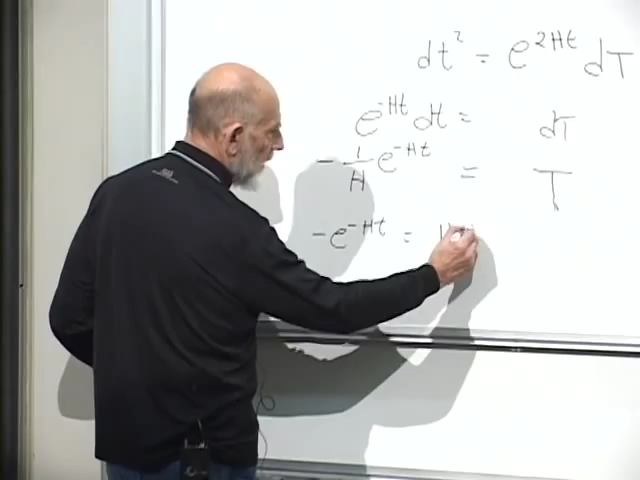 dt² = e^{2Ht} dT
e^{-Ht} dt = dT
-1/H e^{-Ht} = T
-e^{-Ht} =